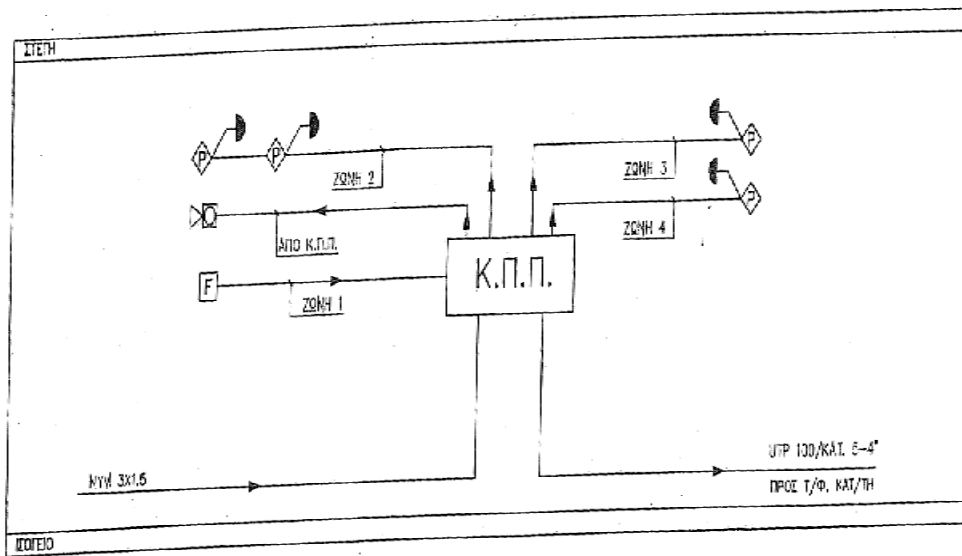 ΣΤΕΓΗ
P P
ΖΩΝΗ 2
P
ΖΩΝΗ 3
P
ΖΩΝΗ 4
ΑΠΟ Κ.Π.Π.
Κ.Π.Π.
F
ΖΩΝΗ 1
NYM 3X1.5
UTP 100/ΚΑΤ. 5-4"
ΠΡΟΣ Τ/Φ. ΚΑΤ/ΤΗ
ΙΣΟΓΕΙΟ